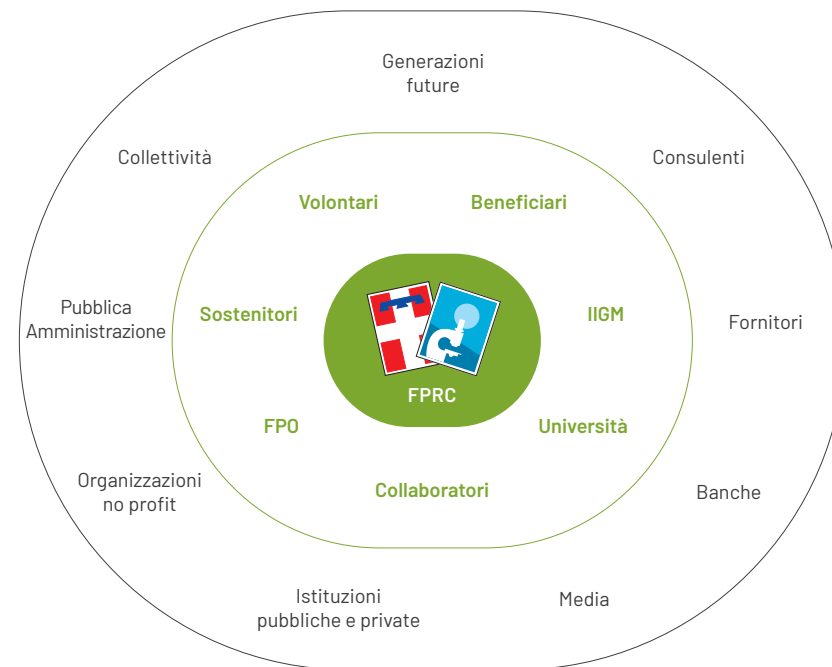 Generazioni
future
Collettività
Consulenti
Volontari
Beneficiari
Pubblica
Amministrazione
Sostenitori
IIGM
Fornitori
FPRC
FPO
Università
Organizzazioni
no profit
Collaboratori
Banche
Istituzioni
pubbliche e private
Media